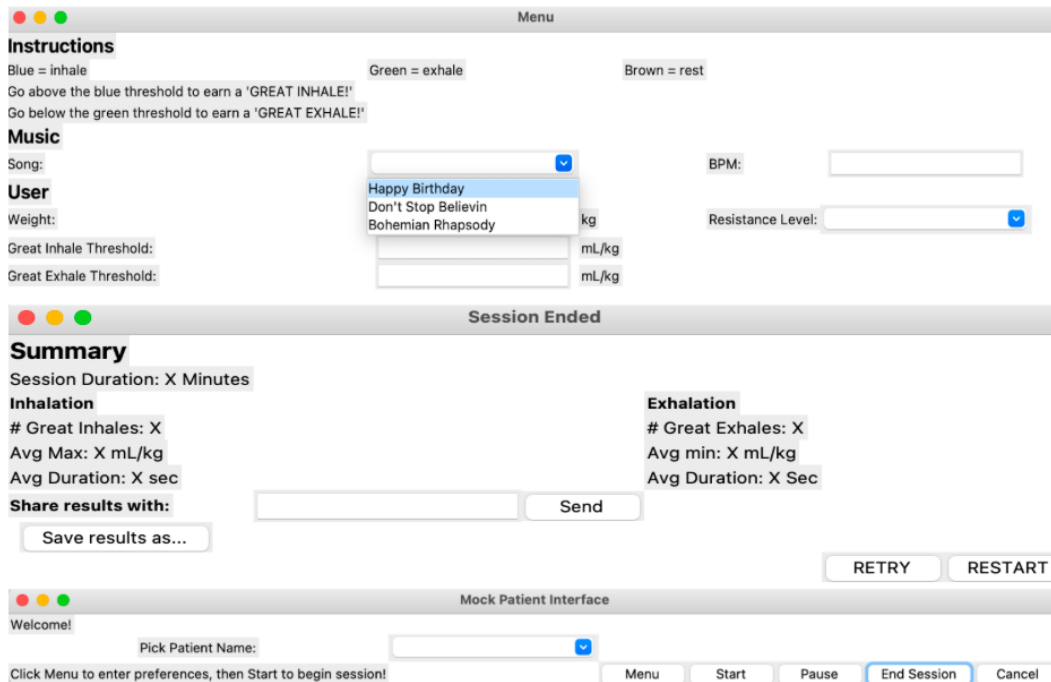 Menu
Instructions
Blue = inhale Green = exhale Brown = rest
Go above the blue threshold to earn a 'GREAT INHALE!'
Go below the green threshold to earn a 'GREAT EXHALE!'
Music
Song: BPM:
Happy Birthday
Don't Stop Believin
Bohemian Rhapsody
User
Weight: kg Resistance Level:
Great Inhale Threshold: mL/kg
Great Exhale Threshold: mL/kg
Session Ended
Summary
Session Duration: X Minutes
Inhalation Exhalation
# Great Inhales: X # Great Exhales: X
Avg Max: X mL/kg Avg min: X mL/kg
Avg Duration: X sec Avg Duration: X Sec
Share results with: Send
Save results as...
RETRY RESTART
Mock Patient Interface
Welcome!
Pick Patient Name:
Click Menu to enter preferences, then Start to begin session! Menu Start Pause End Session Cancel